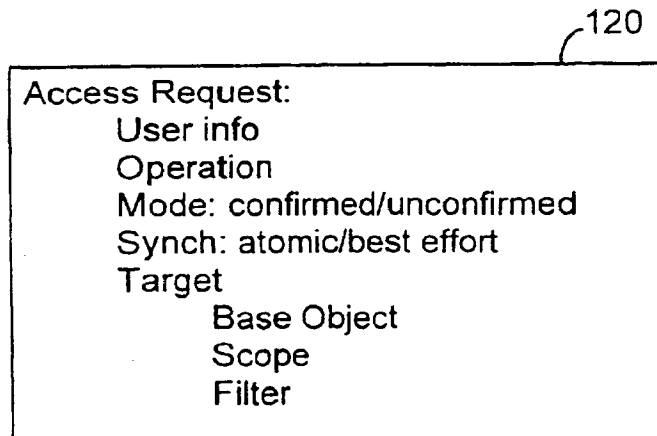 120
Access Request:
User info
Operation
Mode: confirmed/unconfirmed
Synch: atomic/best effort
Target
Base Object
Scope
Filter